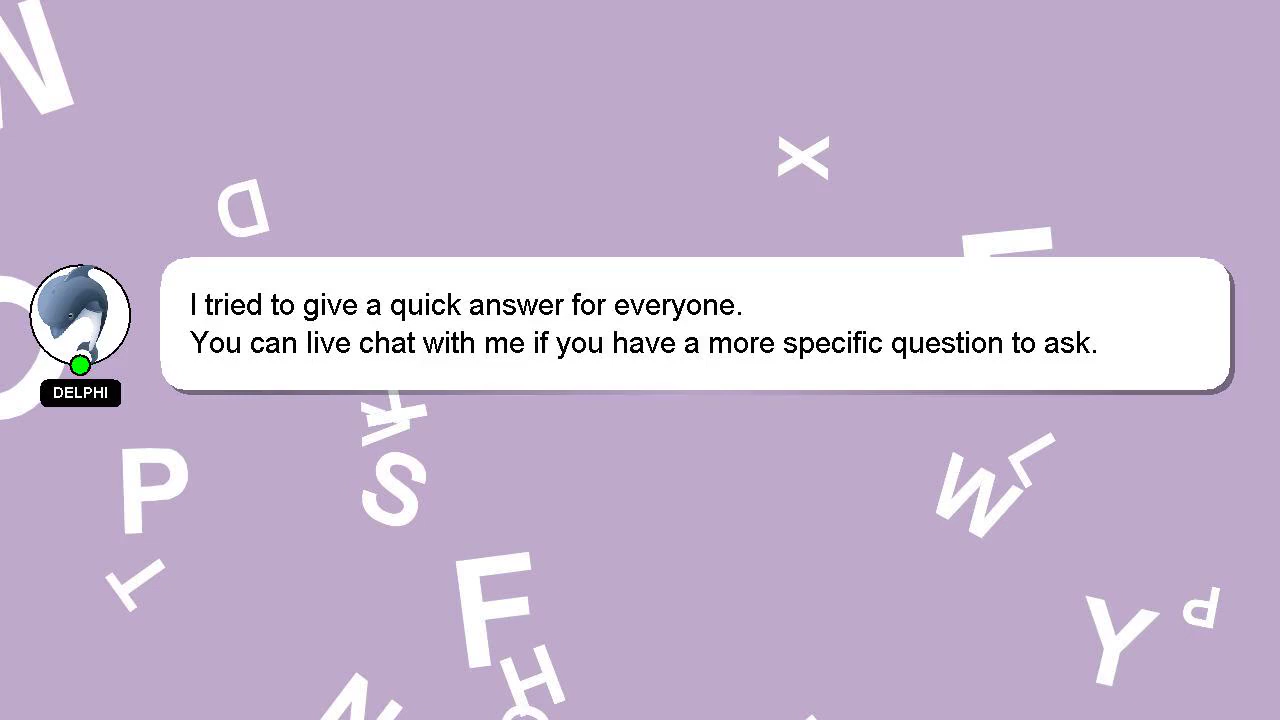 N
D
X
I tried to give a quick answer for everyone.
You can live chat with me if you have a more specific question to ask.
DELPHI
P
S
L
W
T
F
Y
P
H
N